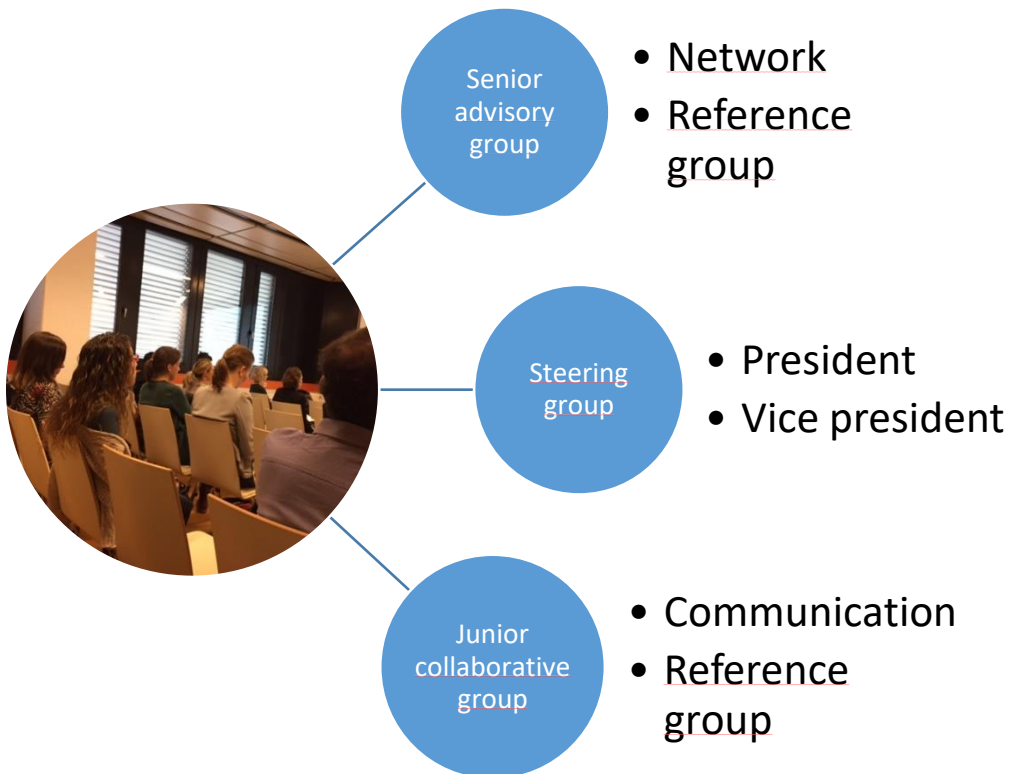 Senior
advisory
group
• Network
• Reference
group
Steering
group
• President
• Vice president
Junior
collaborative
group
• Communication
• Reference
group